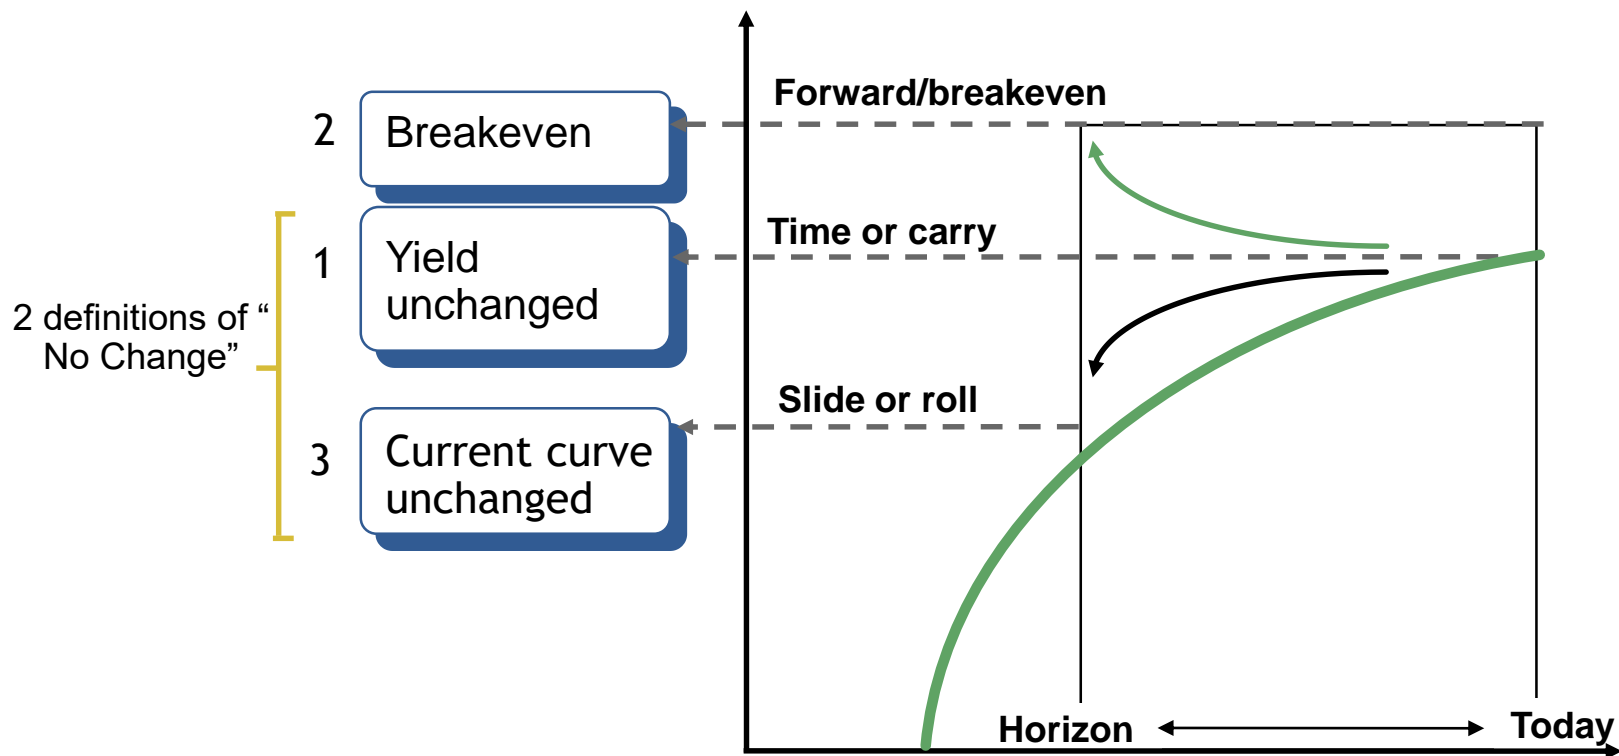 Forward/breakeven
2
Breakeven
Time or carry
1
Yield
unchanged
2 definitions of “
No Change”
Slide or roll
3
Current curve
unchanged
Horizon
Today